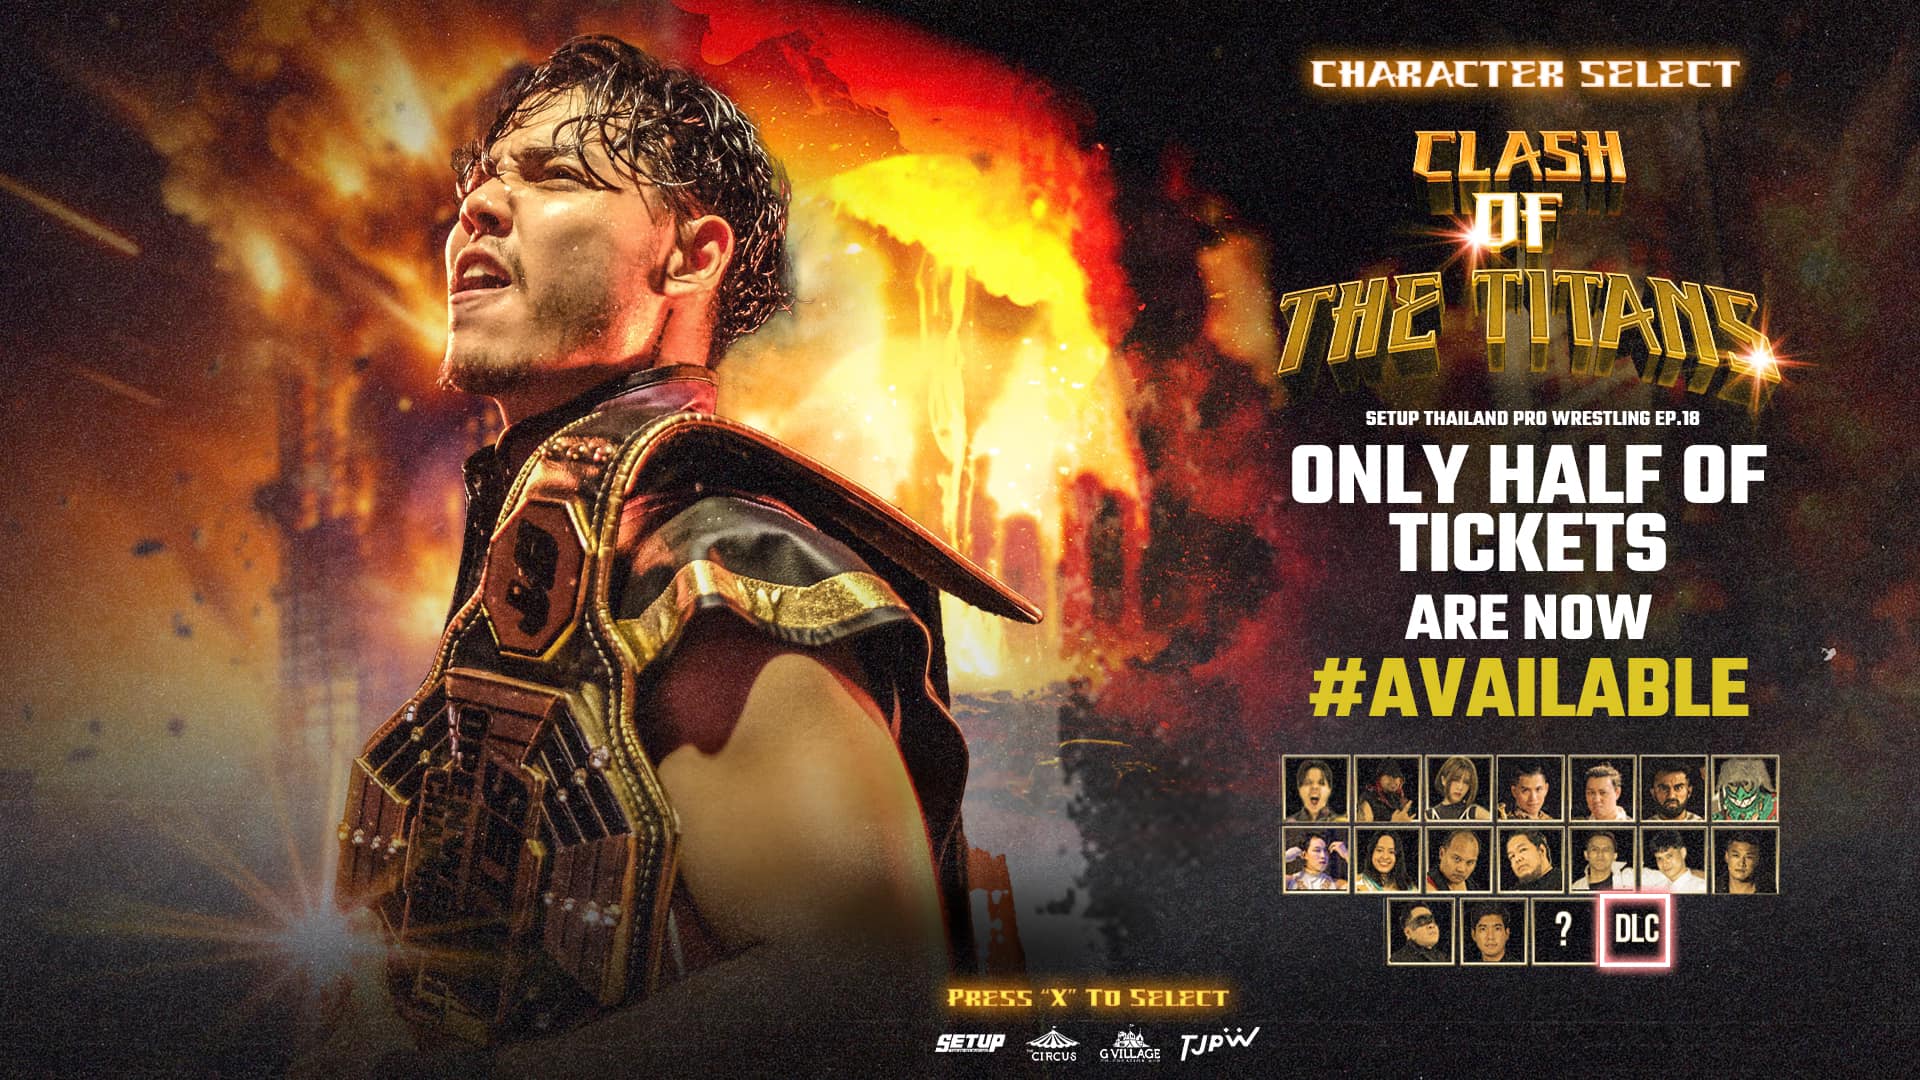 CHARACTER SELECT
CLASH
OF
THE TITANS
SETUP THAILAND PRO WRESTLING EP.18
ONLY HALF OF
TICKETS
ARE NOW
#AVAILABLE
?
DLC
PRESS "X" TO SELECT
SETUP
THE CIRCUS
G VILLAGE
TJPW